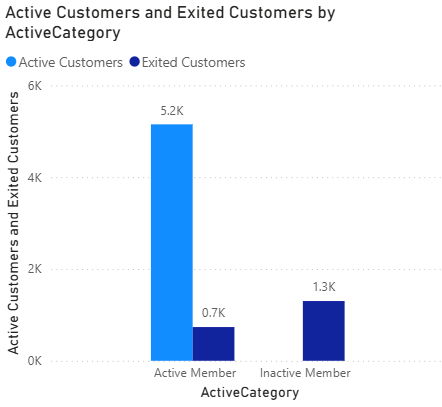 Active Customers and Exited Customers by
ActiveCategory
Active Customers Exited Customers
Active Customers and Exited Customers
6K
4K
2K
0K
5.2K
0.7K
1.3K
Active Member Inactive Member
ActiveCategory